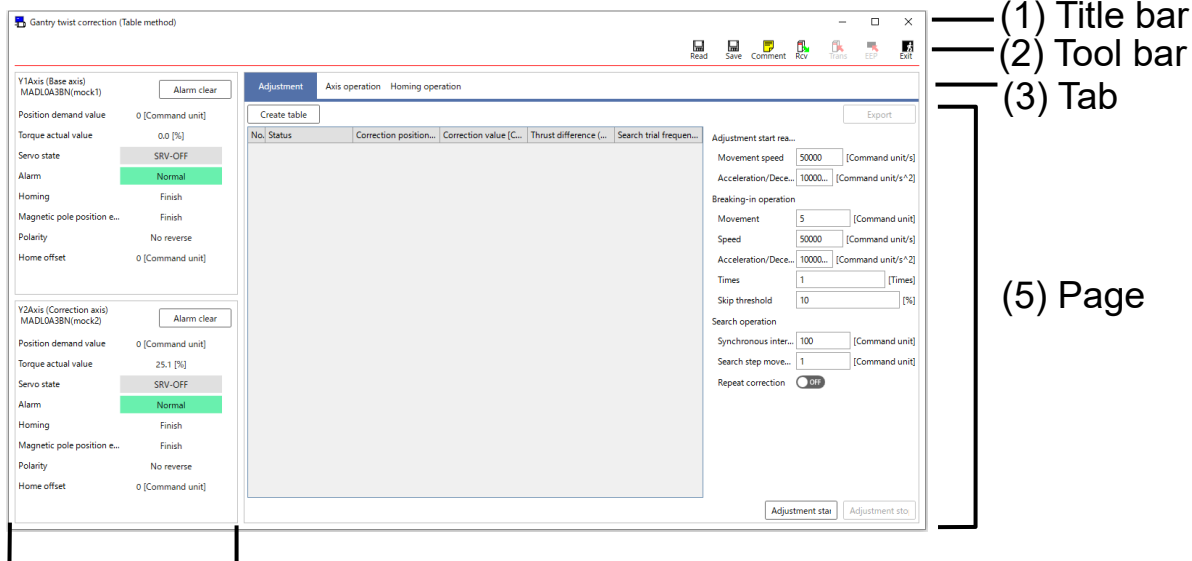 Gantry twist correction (Table method)
(1) Title bar
Read Save Comment Rcv Trans EEP Exit
(2) Tool bar
Y1Axis (Base axis)
MADL0A3BN(mock1)
Alarm clear
Position demand value 0 [Command unit]
Torque actual value 0.0 [%]
Servo state SRV-OFF
Alarm Normal
Homing Finish
Magnetic pole position e... Finish
Polarity No reverse
Home offset 0 [Command unit]
Y2Axis (Correction axis)
MADL0A3BN(mock2)
Alarm clear
Position demand value 0 [Command unit]
Torque actual value 25.1 [%]
Servo state SRV-OFF
Alarm Normal
Homing Finish
Magnetic pole position e... Finish
Polarity No reverse
Home offset 0 [Command unit]
Adjustment Axis operation Homing operation
(3) Tab
Create table Export
No. Status Correction position... Correction value [C... Thrust difference (... Search trial frequen...
Adjustment start rea...
Movement speed 50000 [Command unit/s]
Acceleration/Dece... 10000... [Command unit/s^2]
Breaking-in operation
Movement 5 [Command unit]
Speed 50000 [Command unit/s]
Acceleration/Dece... 10000... [Command unit/s^2]
Times 1 [Times]
Skip threshold 10 [%]
Search operation
Synchronous inter... 100 [Command unit]
Search step move... 1 [Command unit]
Repeat correction OFF
(5) Page
Adjustment star Adjustment sto